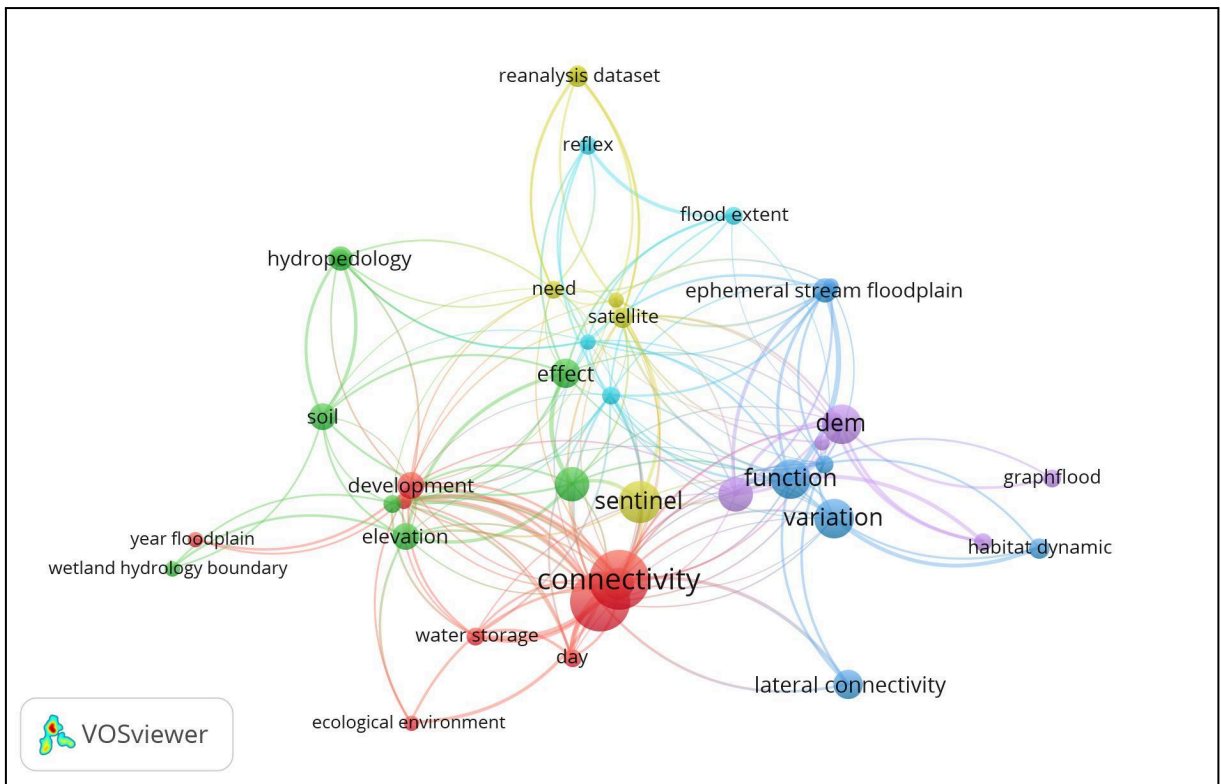 reanalysis dataset
reflex
flood extent
hydropedology
need
ephemeral stream floodplain
satellite
effect
soil
dem
development
function
graphflood
sentinel
variation
elevation
year floodplain
habitat dynamic
wetland hydrology boundary
connectivity
water storage
day
lateral connectivity
ecological environment
VOSviewer